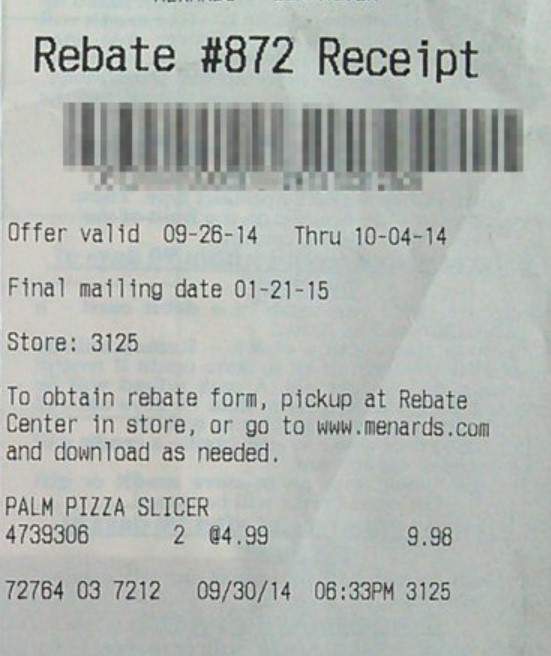 Rebate #872 Receipt
Offer valid 09-26-14 Thru 10-04-14
Final mailing date 01-21-15
Store: 3125
To obtain rebate form, pickup at Rebate
Center in store, or go to www.menards.com
and download as needed.
PALM PIZZA SLICER
4739306 2 @4.99 9.98
72764 03 7212 09/30/14 06:33PM 3125